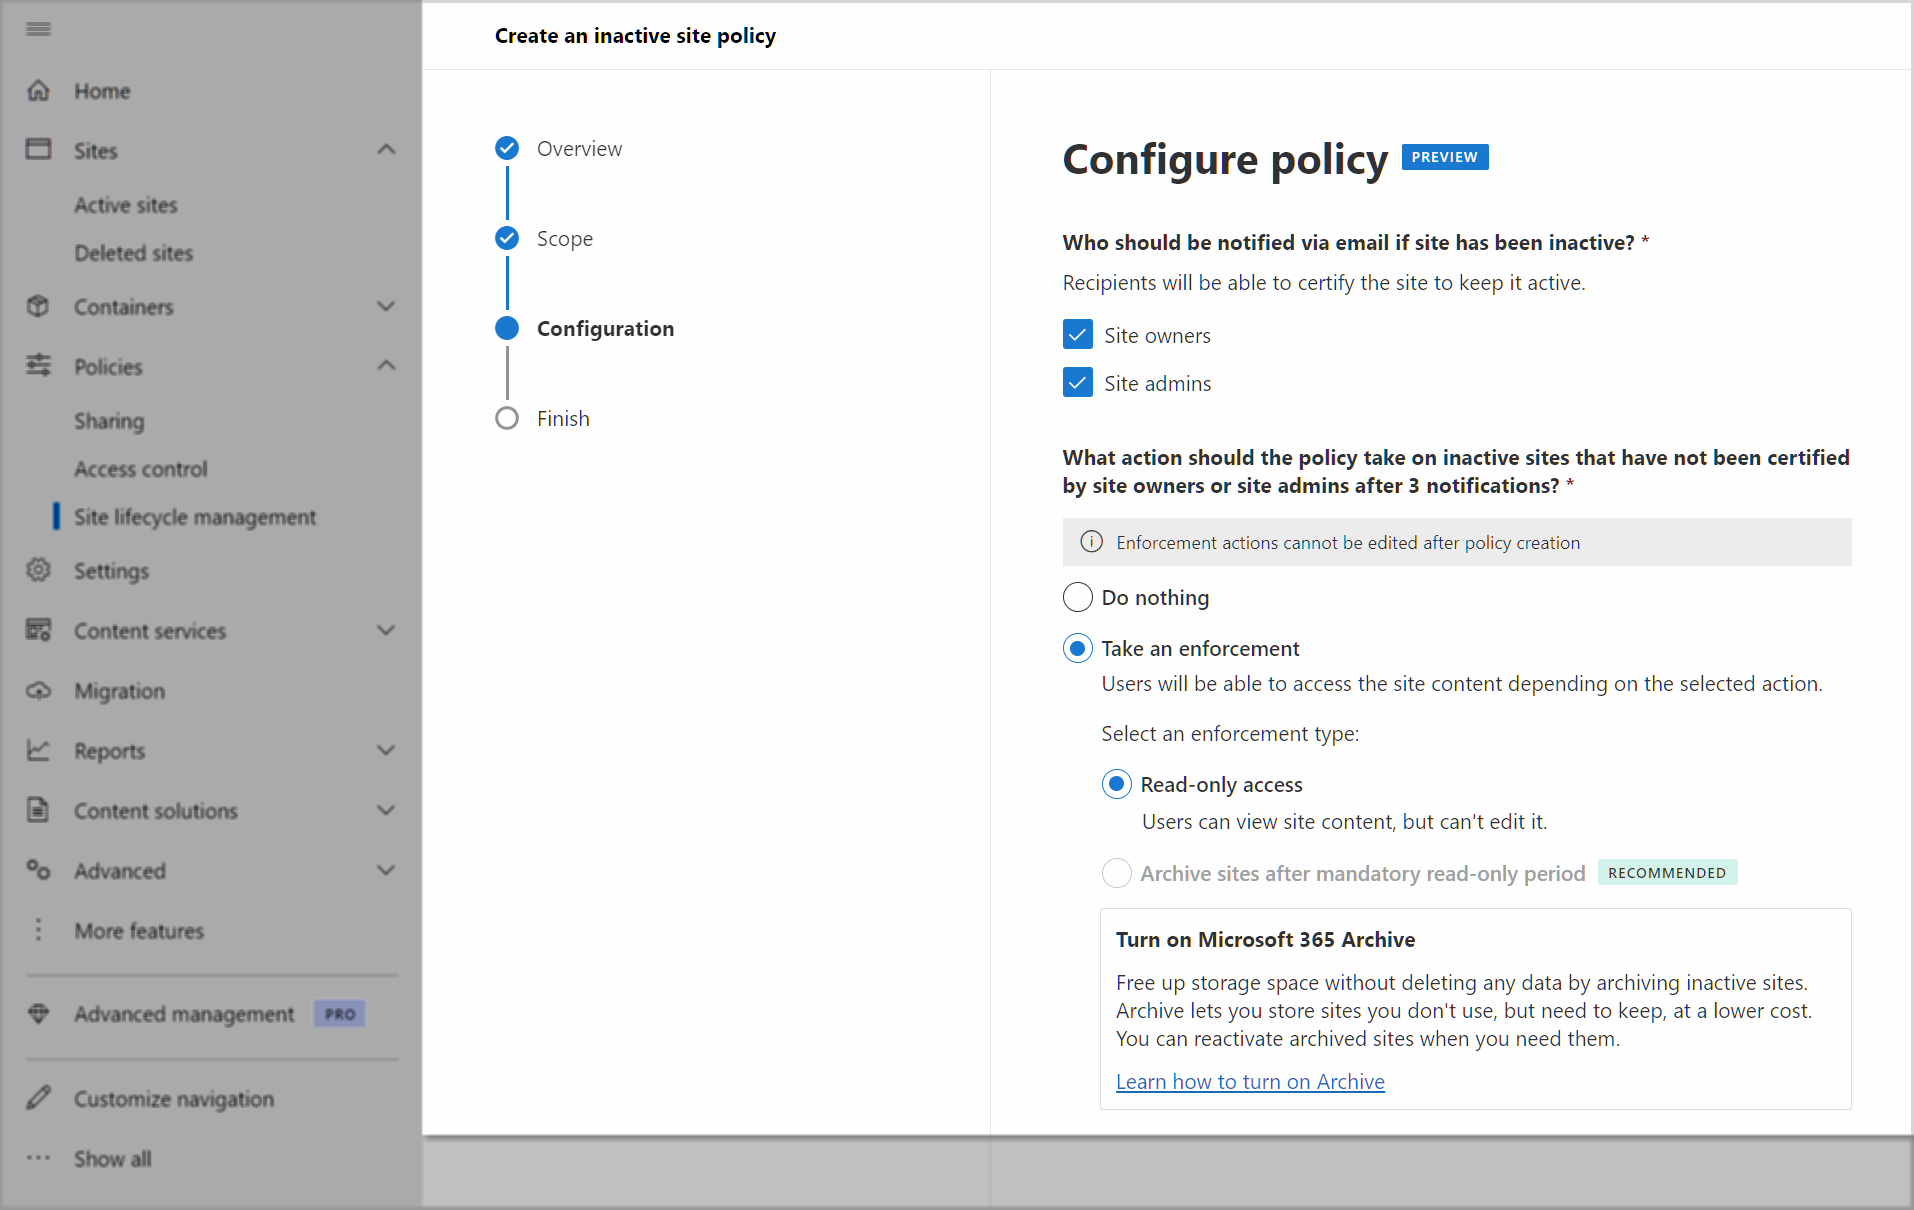 Create an inactive site policy
Home
Sites
Active sites
Deleted sites
Containers
Policies
Sharing
Access control
Site lifecycle management
Settings
Content services
Migration
Reports
Content solutions
Advanced
More features
Advanced management PRO
Customize navigation
Show all
Overview
Scope
Configuration
Finish
Configure policy PREVIEW
Who should be notified via email if site has been inactive? *
Recipients will be able to certify the site to keep it active.
Site owners
Site admins
What action should the policy take on inactive sites that have not been certified
by site owners or site admins after 3 notifications? *
Enforcement actions cannot be edited after policy creation
Do nothing
Take an enforcement
Users will be able to access the site content depending on the selected action.
Select an enforcement type:
Read-only access
Users can view site content, but can't edit it.
Archive sites after mandatory read-only period RECOMMENDED
Turn on Microsoft 365 Archive
Free up storage space without deleting any data by archiving inactive sites.
Archive lets you store sites you don't use, but need to keep, at a lower cost.
You can reactivate archived sites when you need them.
Learn how to turn on Archive